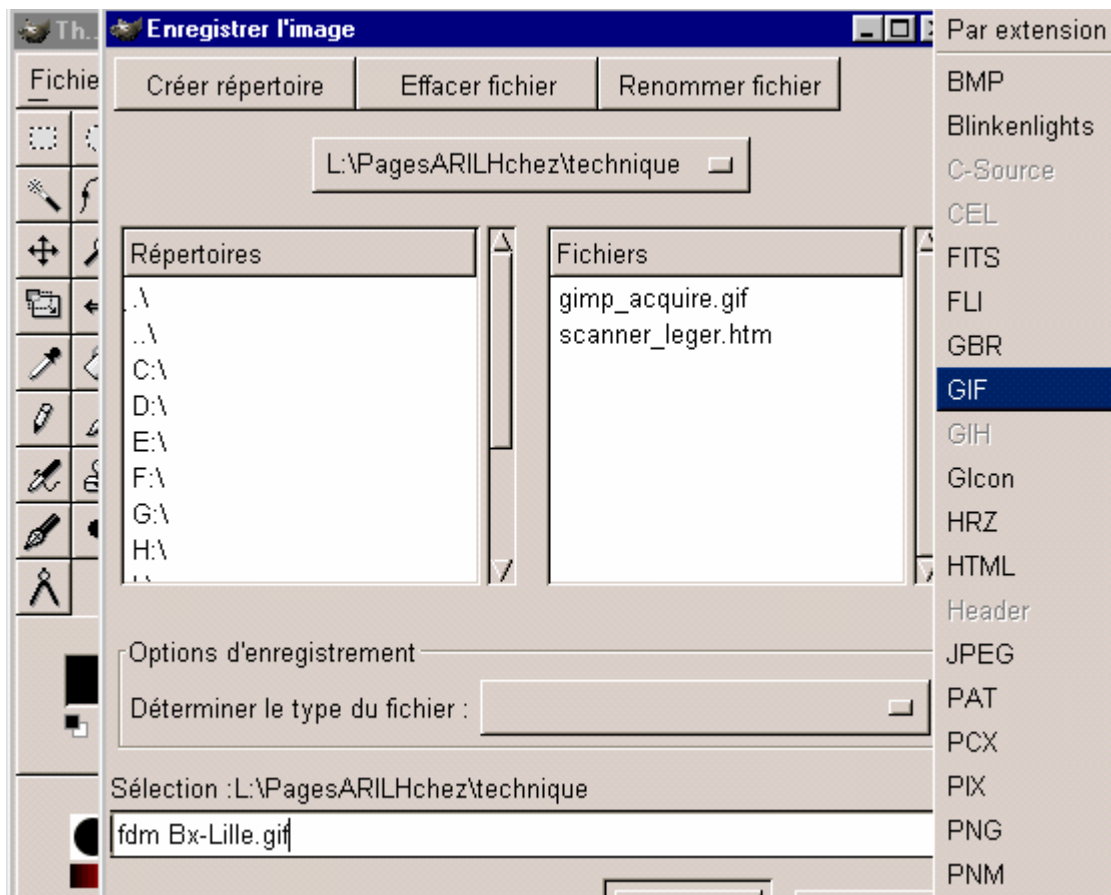 Th...
Enregistrer l'image
Fichie
Créer répertoire
Effacer fichier
Renommer fichier
L:\PagesARILHchez\technique
Répertoires
.\
..\
C:\
D:\
E:\
F:\
G:\
H:\
Fichiers
gimp_acquire.gif
scanner_leger.htm
Options d'enregistrement
Déterminer le type du fichier :
Sélection :L:\PagesARILHchez\technique
fdm Bx-Lille.gif
Par extension
BMP
Blinkenlights
C-Source
CEL
FITS
FLI
GBR
GIF
GIH
GIcon
HRZ
HTML
Header
JPEG
PAT
PCX
PIX
PNG
PNM